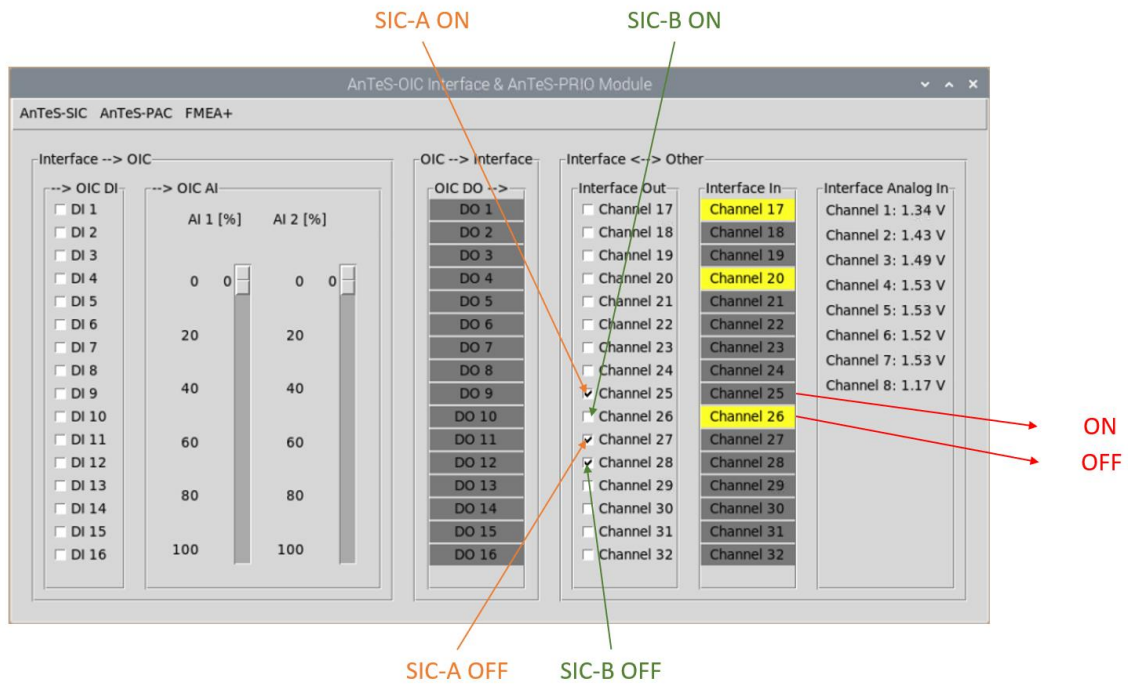 SIC-A ON SIC-B ON
AnTeS-OIC Interface & AnTeS-PRIO Module
AnTeS-SIC AnTeS-PAC FMEA+
Interface --> OIC
--> OIC DI
DI 1
DI 2
DI 3
DI 4
DI 5
DI 6
DI 7
DI 8
DI 9
DI 10
DI 11
DI 12
DI 13
DI 14
DI 15
DI 16
--> OIC AI
AI 1 [%] AI 2 [%]
0 0 0 0
20 20
40 40
60 60
80 80
100 100
OIC --> Interface
OIC DO -->
DO 1
DO 2
DO 3
DO 4
DO 5
DO 6
DO 7
DO 8
DO 9
DO 10
DO 11
DO 12
DO 13
DO 14
DO 15
DO 16
Interface <--> Other
Interface Out
Channel 17
Channel 18
Channel 19
Channel 20
Channel 21
Channel 22
Channel 23
Channel 24
Channel 25
Channel 26
Channel 27
Channel 28
Channel 29
Channel 30
Channel 31
Channel 32
Interface In
Channel 17
Channel 18
Channel 19
Channel 20
Channel 21
Channel 22
Channel 23
Channel 24
Channel 25
Channel 26
Channel 27
Channel 28
Channel 29
Channel 30
Channel 31
Channel 32
Interface Analog In
Channel 1: 1.34 V
Channel 2: 1.43 V
Channel 3: 1.49 V
Channel 4: 1.53 V
Channel 5: 1.53 V
Channel 6: 1.52 V
Channel 7: 1.53 V
Channel 8: 1.17 V
ON
OFF
SIC-A OFF SIC-B OFF